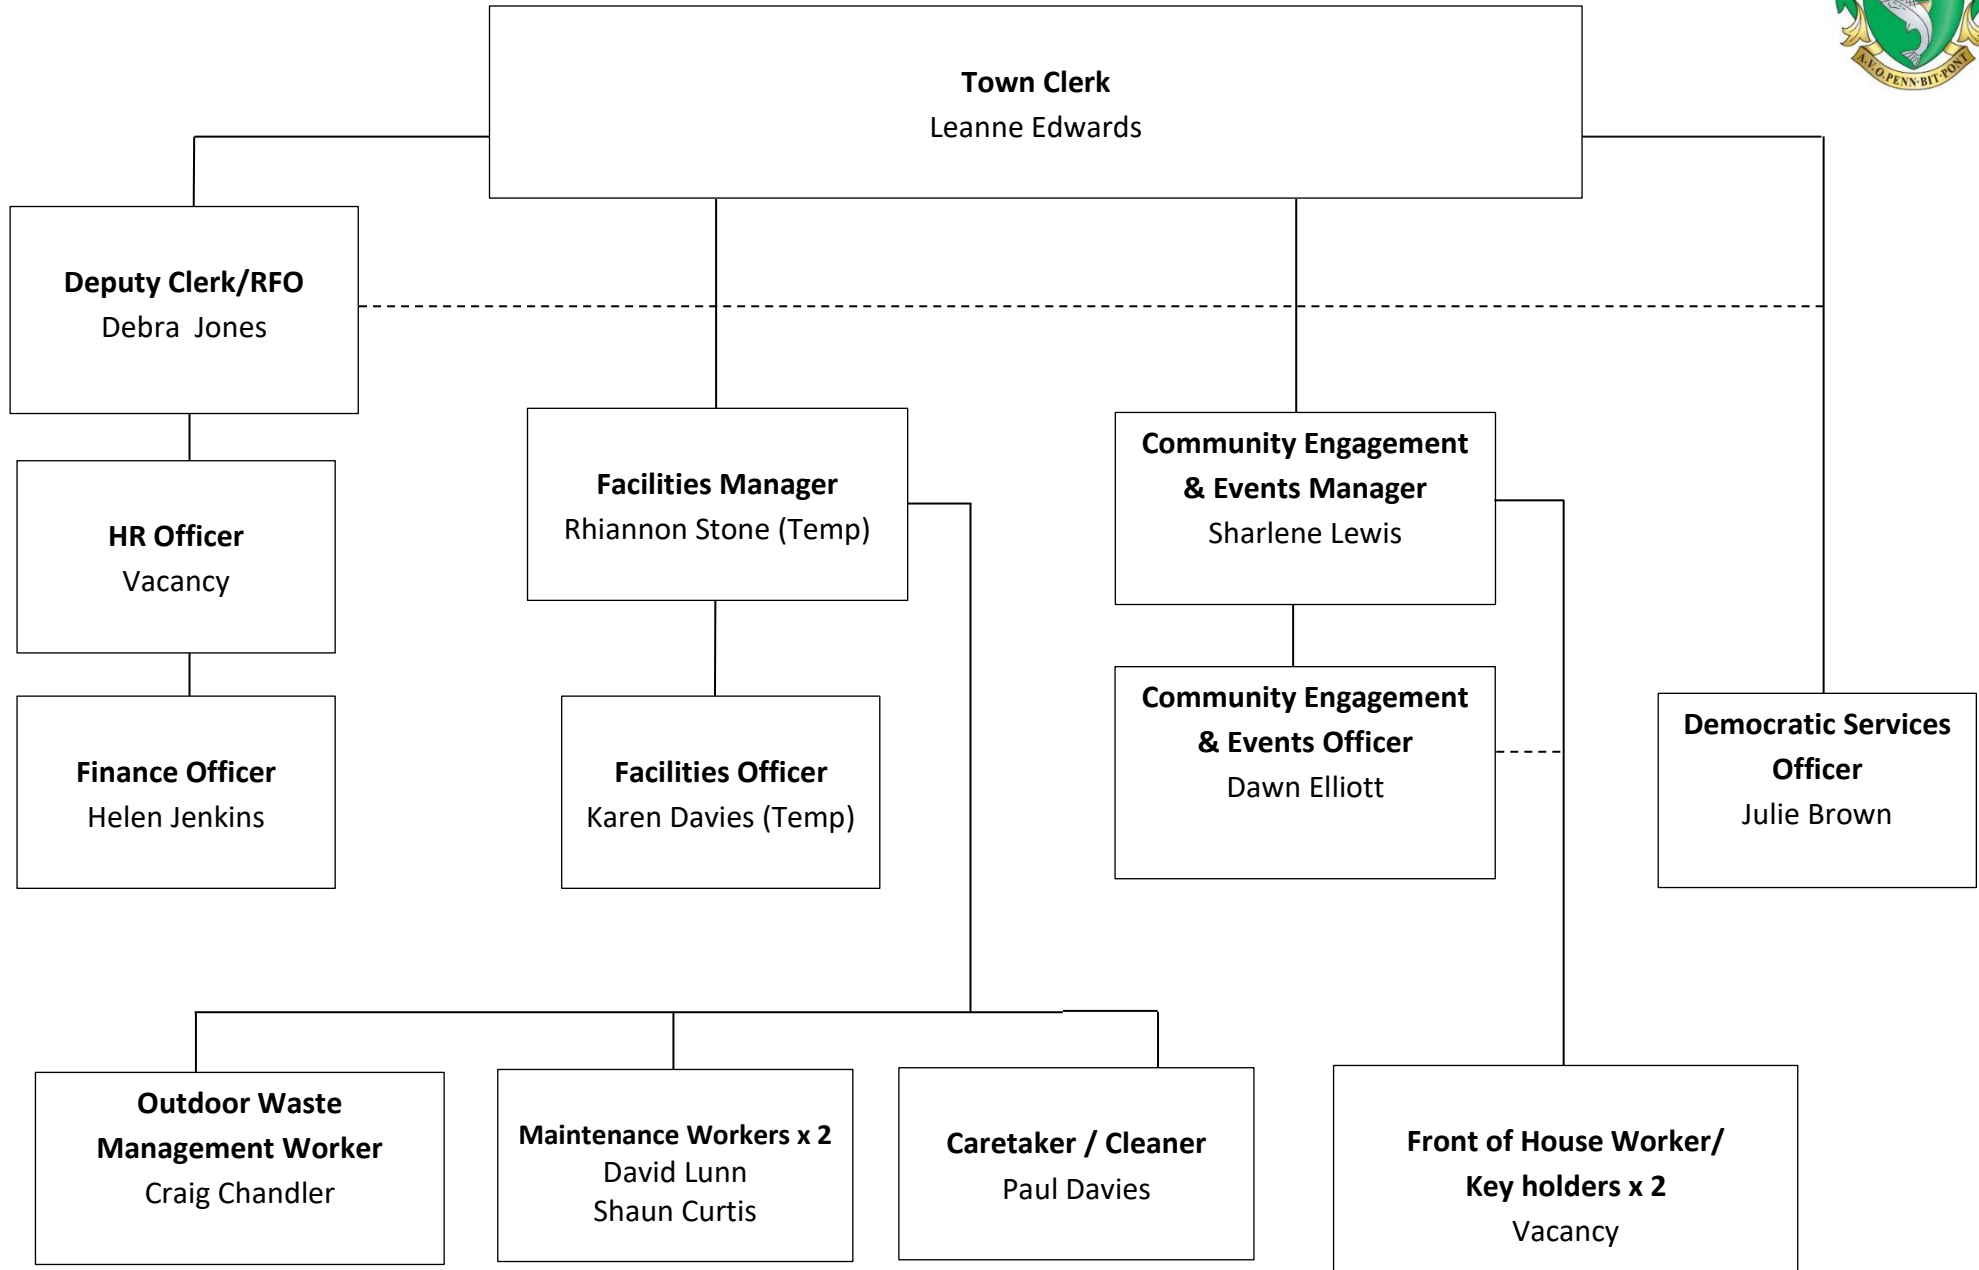 A.V.O.PENN·BIT·PONT
Town Clerk
Leanne Edwards
Deputy Clerk/RFO
Debra  Jones
HR Officer
Vacancy
Finance Officer
Helen Jenkins
Facilities Manager
Rhiannon Stone (Temp)
Facilities Officer
Karen Davies (Temp)
Community Engagement
& Events Manager
Sharlene Lewis
Community Engagement
& Events Officer
Dawn Elliott
Democratic Services
Officer
Julie Brown
Outdoor Waste
Management Worker
Craig Chandler
Maintenance Workers x 2
David Lunn
Shaun Curtis
Caretaker / Cleaner
Paul Davies
Front of House Worker/
Key holders x 2
Vacancy